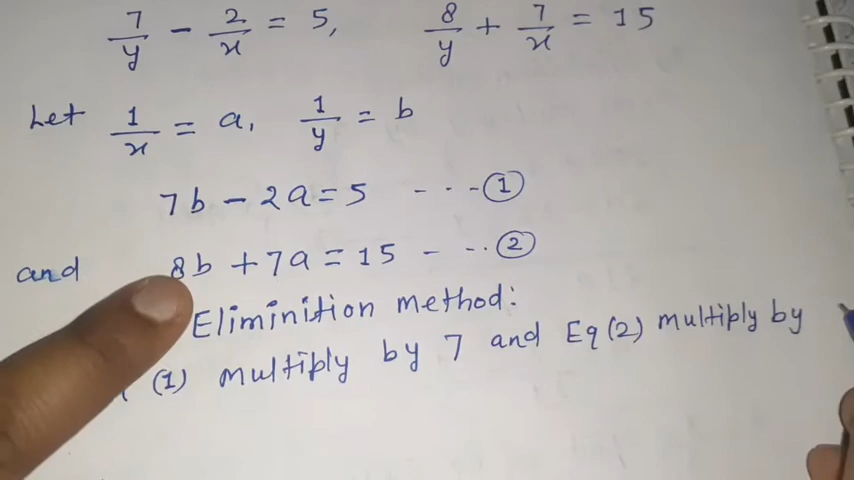 7/y - 2/x = 5, 8/y + 7/x = 15
Let 1/x = a, 1/y = b
7b - 2a = 5 - - - ①
and 8b + 7a = 15 - - - ②
Eliminition method:
(1) multiply by 7 and Eq (2) multiply by